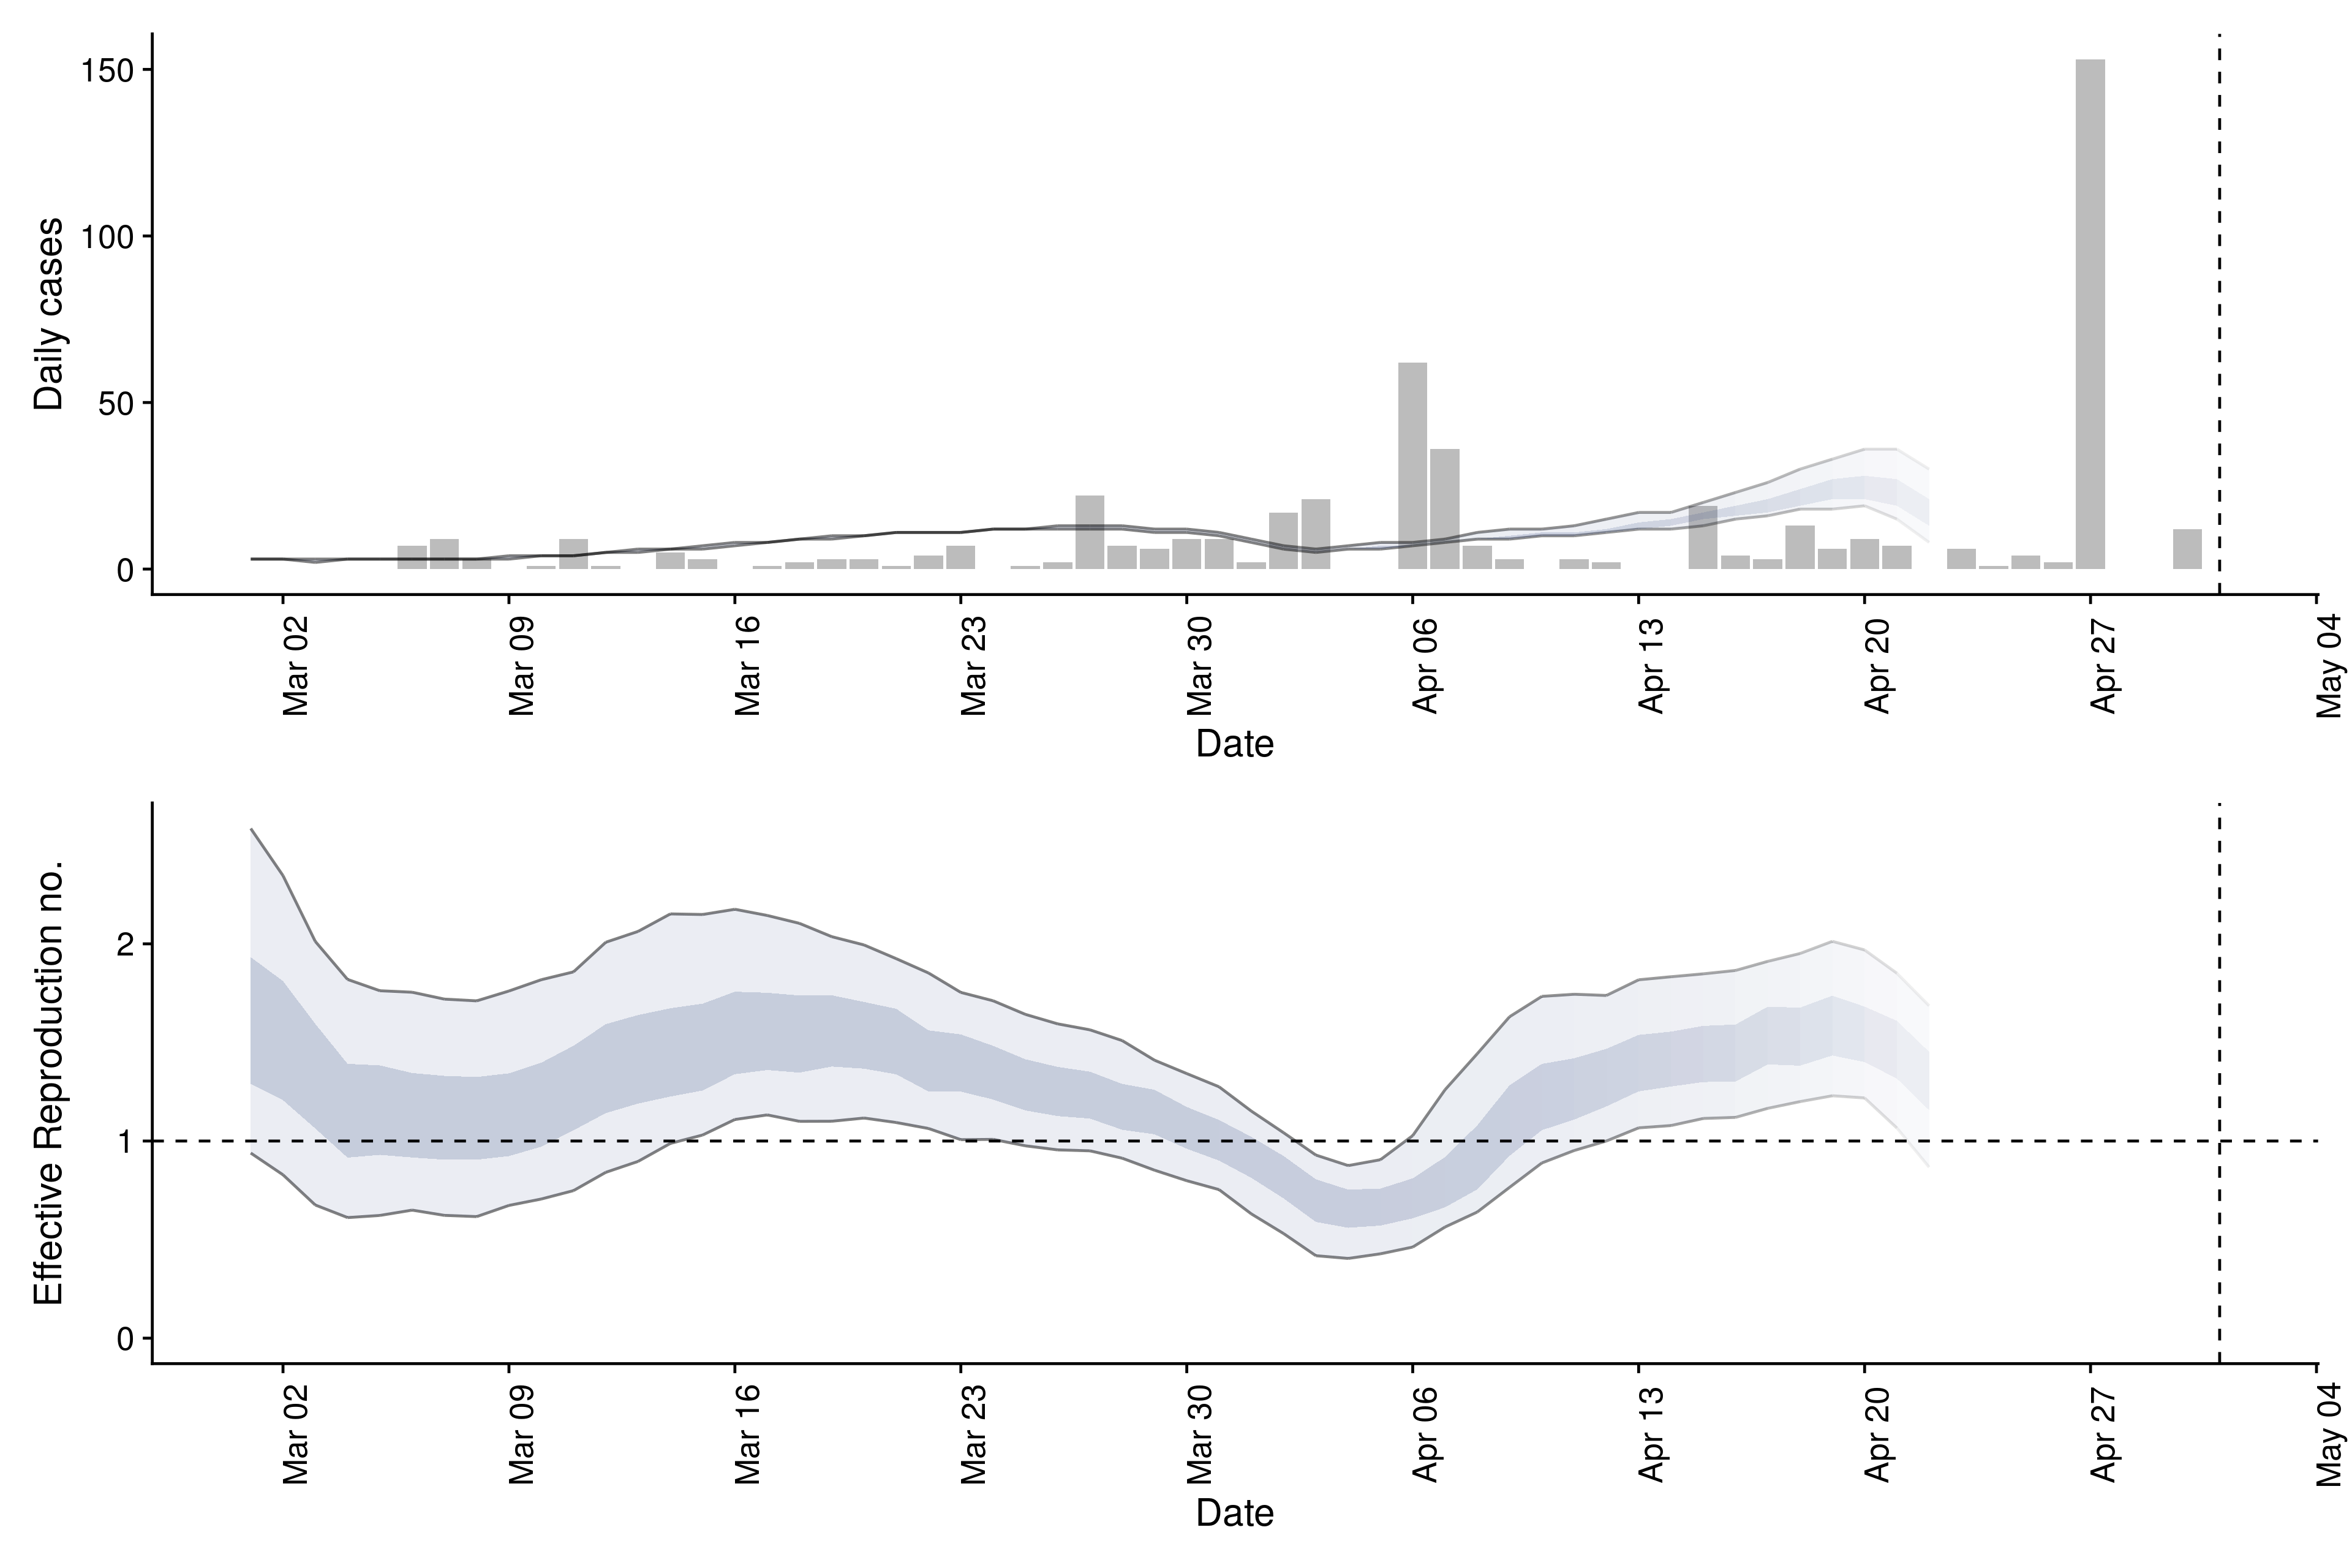 Daily cases
150
100
50
0
Mar 02
Mar 09
Mar 16
Mar 23
Mar 30
Apr 06
Apr 13
Apr 20
Apr 27
May 04
Date
Effective Reproduction no.
2
1
0
Mar 02
Mar 09
Mar 16
Mar 23
Mar 30
Apr 06
Apr 13
Apr 20
Apr 27
May 04
Date